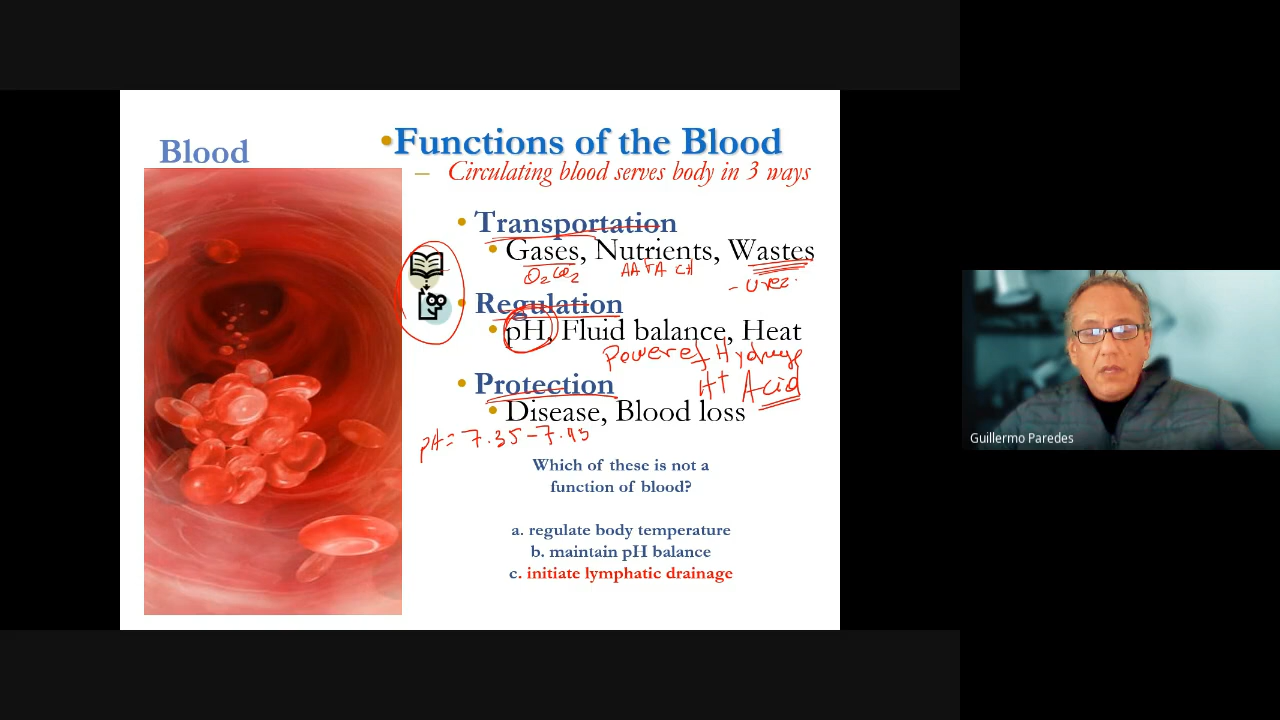 Blood
•Functions of the Blood
– Circulating blood serves body in 3 ways
• Transportation
• Gases, Nutrients, Wastes
O2 CO2 AA FA CH
- urea.
• Regulation
• pH, Fluid balance, Heat
Power of Hydroge
H+ Acid
• Protection
• Disease, Blood loss
pH = 7.35-7.45
Which of these is not a
function of blood?
a. regulate body temperature
b. maintain pH balance
c. initiate lymphatic drainage
Guillermo Paredes